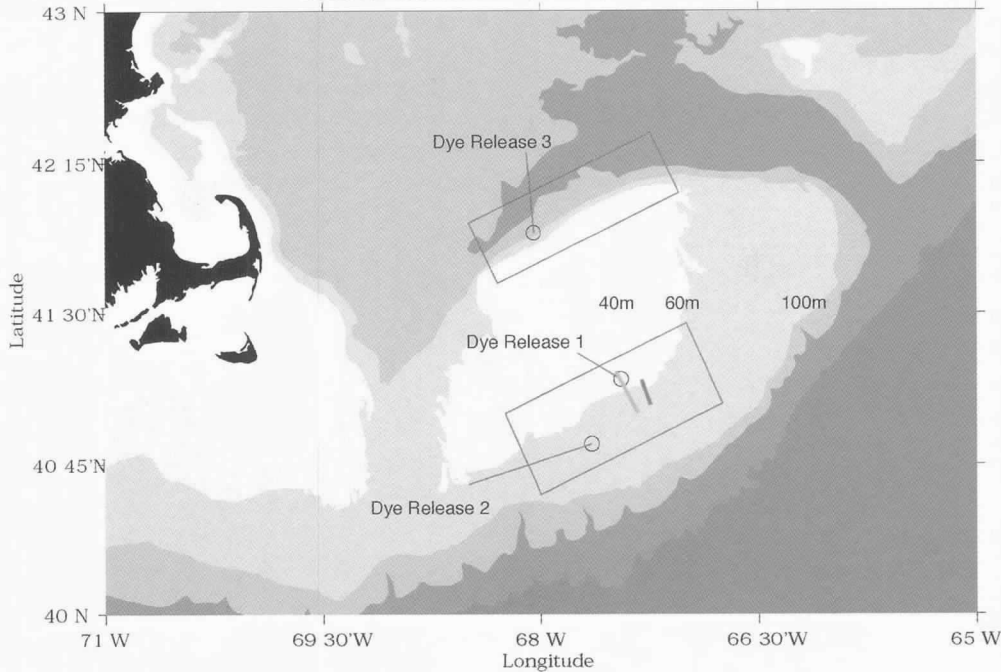 43 N
Dye Release 3
42 15'N
40m 60m 100m
41 30'N
Dye Release 1
Latitude
40 45'N
Dye Release 2
40 N
71 W 69 30'W 68 W 66 30'W 65 W
Longitude